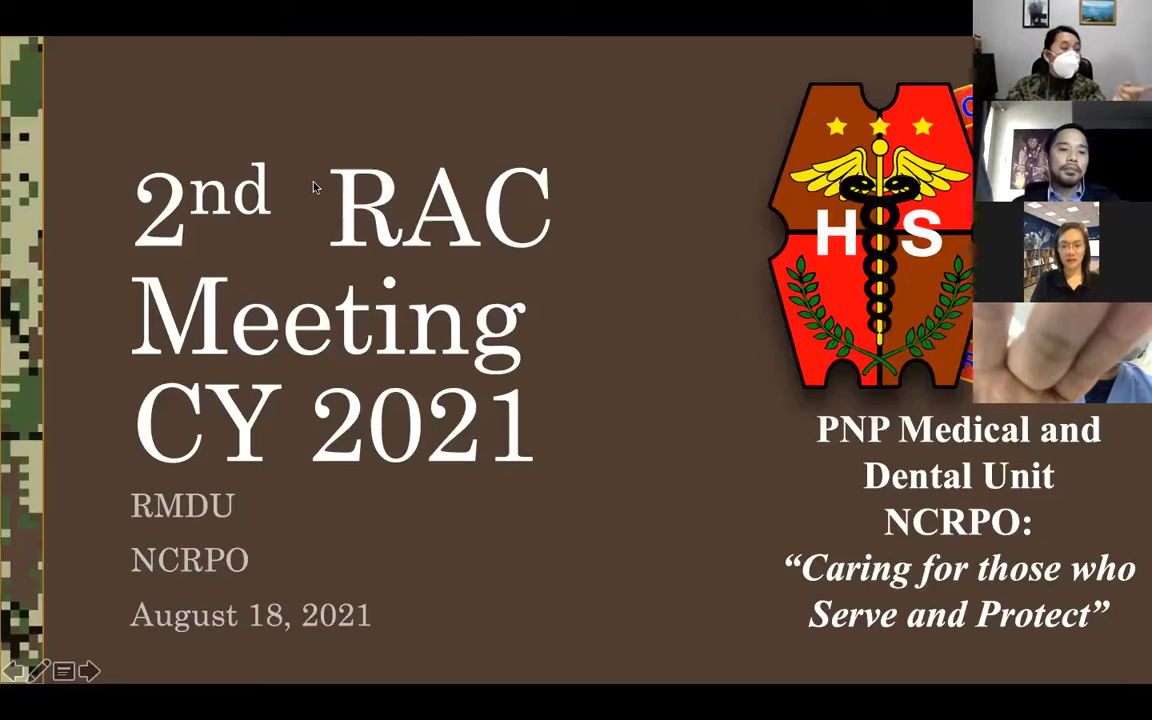 2nd RAC
Meeting
CY 2021
RMDU
NCRPO
August 18, 2021
H S
PNP Medical and
Dental Unit
NCRPO:
“Caring for those who
Serve and Protect”